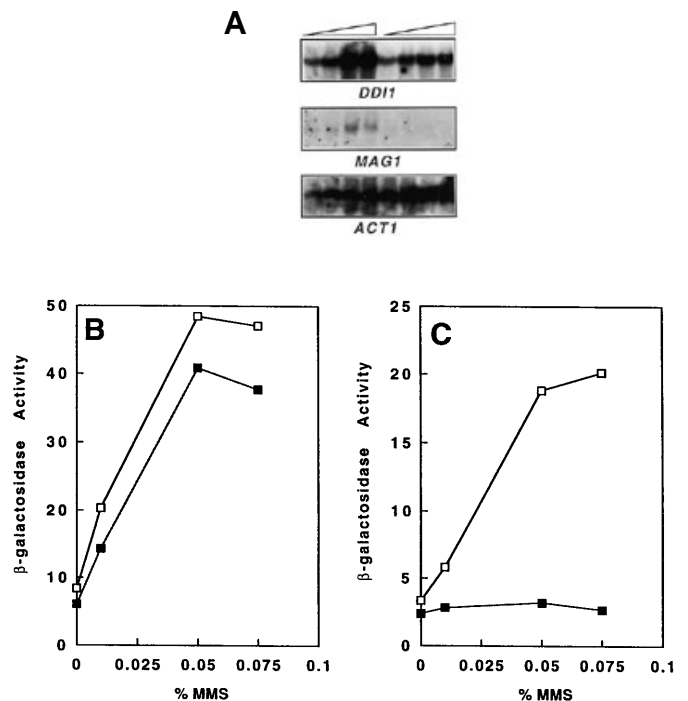 A
DDI1
MAG1
ACT1
B
50
40
30
20
10
0
β-galactosidase Activity
0 0.025 0.05 0.075 0.1
% MMS
C
25
20
15
10
5
0
β-galactosidase Activity
0 0.025 0.05 0.075 0.1
% MMS